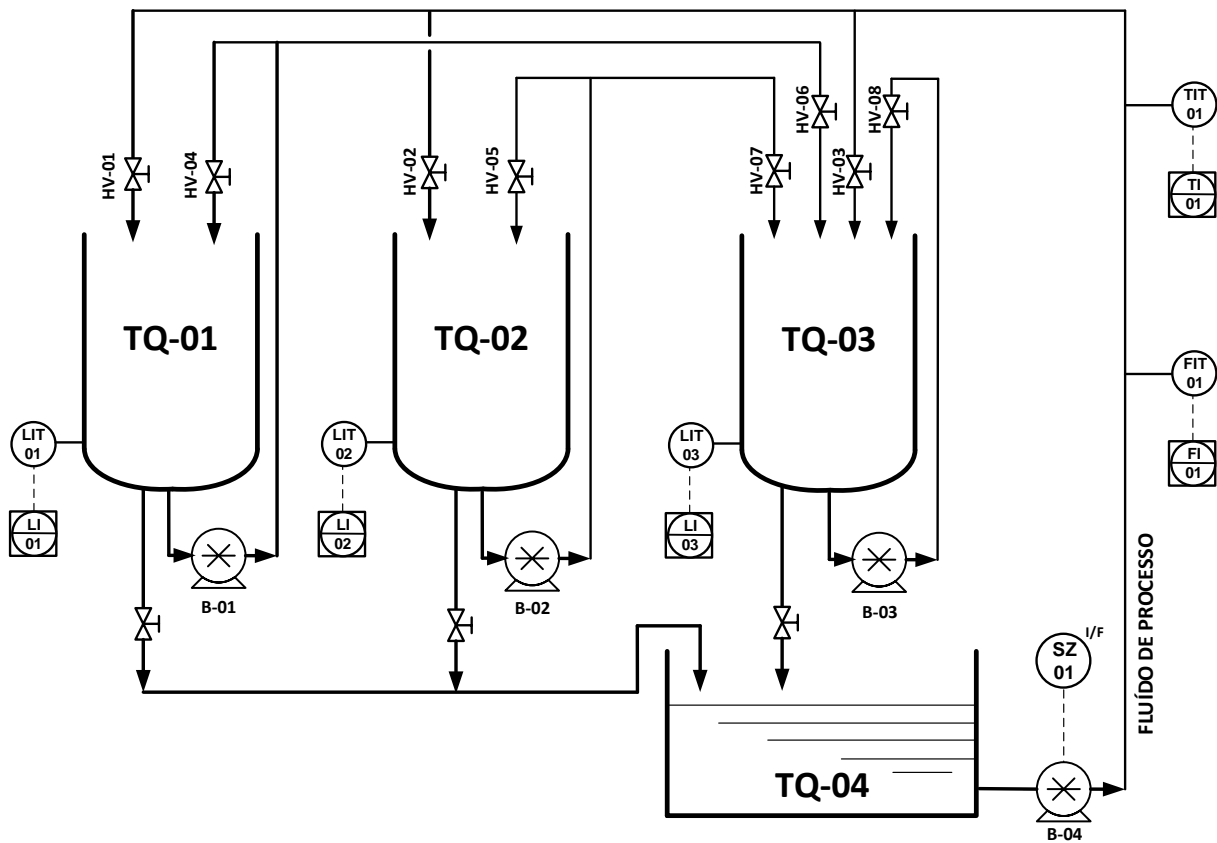 HV-01
HV-04
HV-02
HV-05
HV-07
HV-06
HV-03
HV-08
TIT
01
TI
01
TQ-01
TQ-02
TQ-03
FIT
01
FI
01
LIT
01
LI
01
LIT
02
LI
02
LIT
03
LI
03
B-01
B-02
B-03
FLUÍDO DE PROCESSO
SZ
01
I/F
TQ-04
B-04